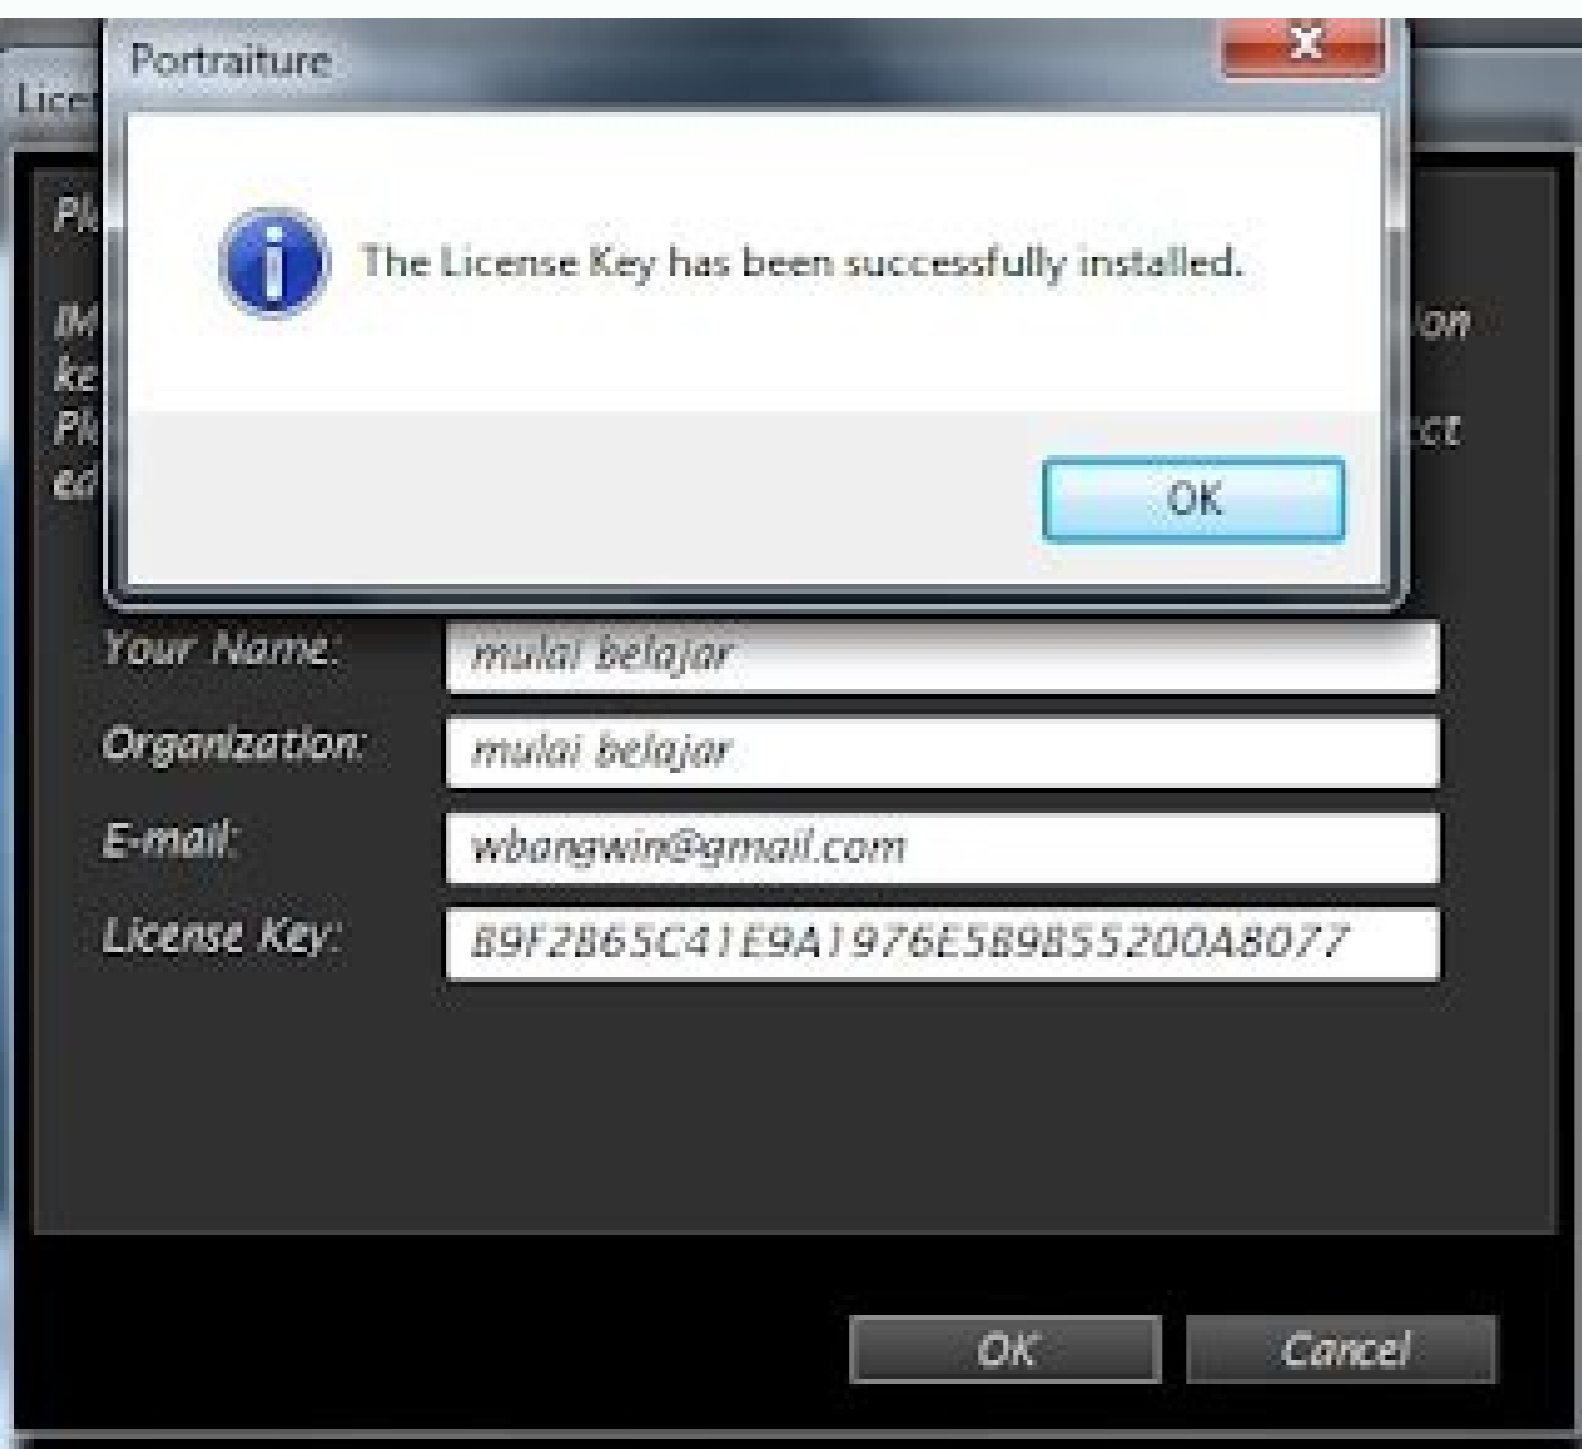 Portraiture
The License Key has been successfully installed.
OK
Your Name: mulai belajar
Organization: mulai belajar
E-mail: wbangwin@gmail.com
License Key: 89F2B65C41E9A1976E589B55200A8077
OK Cancel